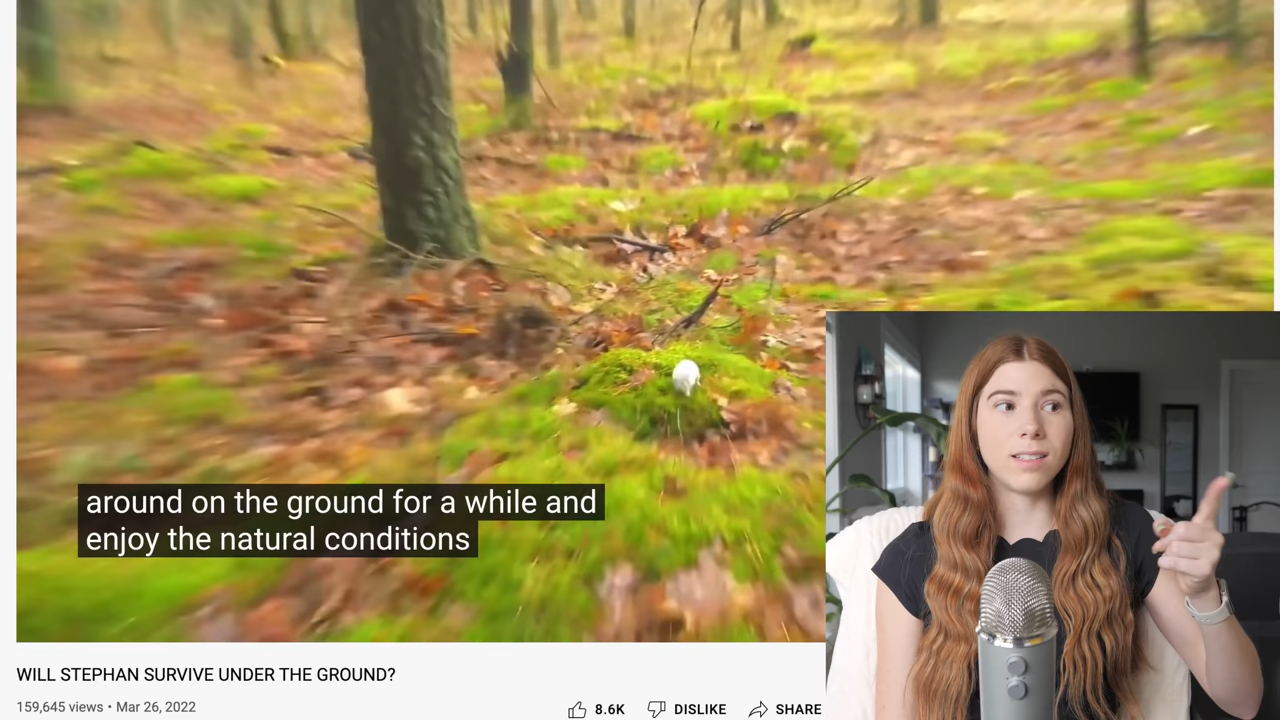 around on the ground for a while and
enjoy the natural conditions
WILL STEPHAN SURVIVE UNDER THE GROUND?
159,645 views • Mar 26, 2022
8.6K DISLIKE SHARE